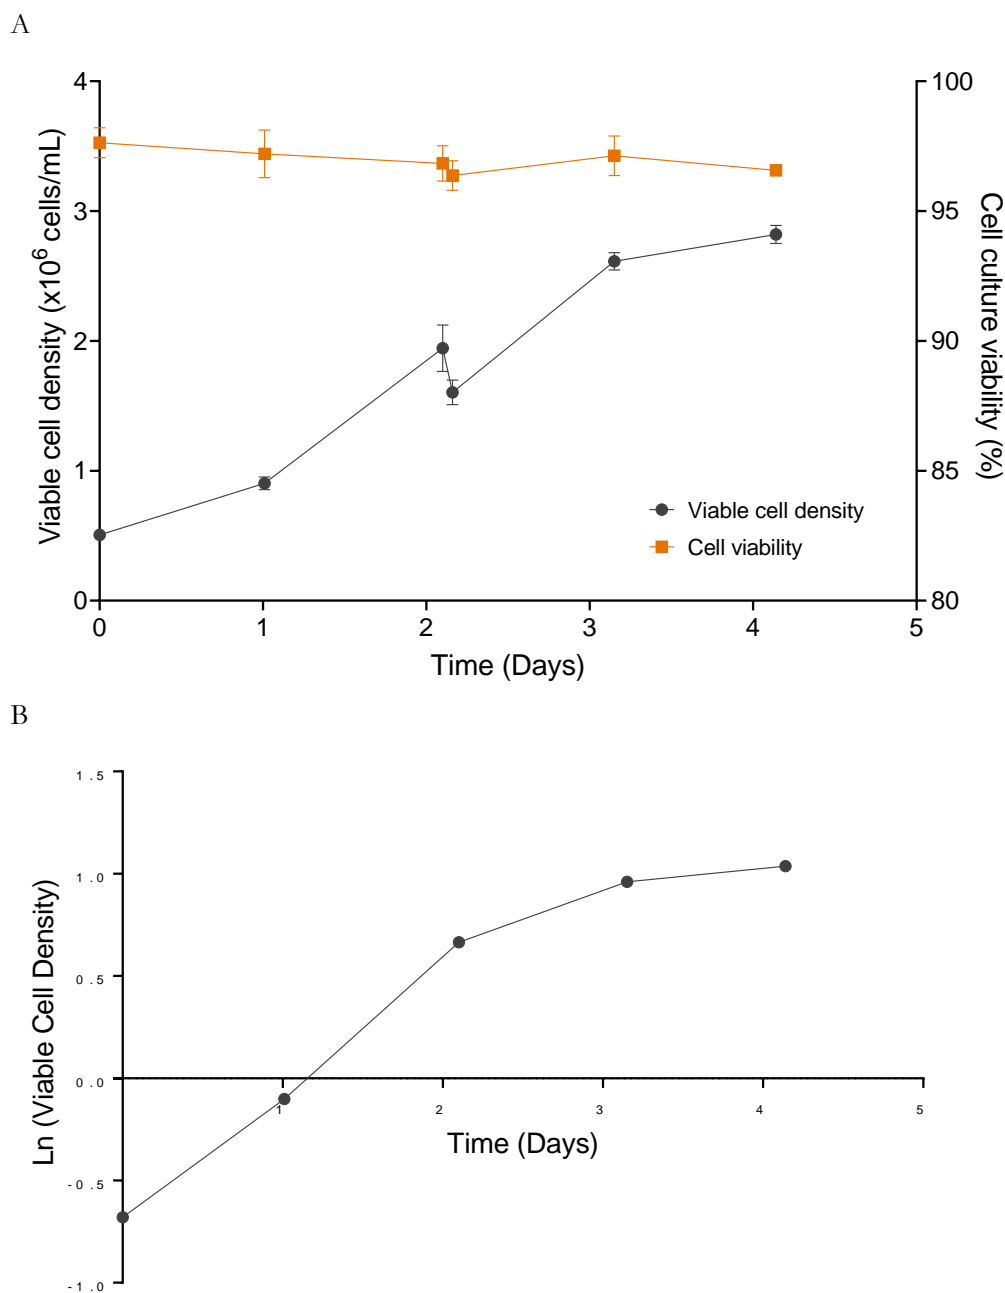 A
4
3
2
1
0
Viable cell density (x10⁶ cells/mL)
100
95
90
85
80
Cell culture viability (%)
Viable cell density
Cell viability
0 1 2 3 4 5
Time (Days)
B
1.5
1.0
0.5
0.0
-0.5
-1.0
Ln (Viable Cell Density)
1 2 3 4 5
Time (Days)